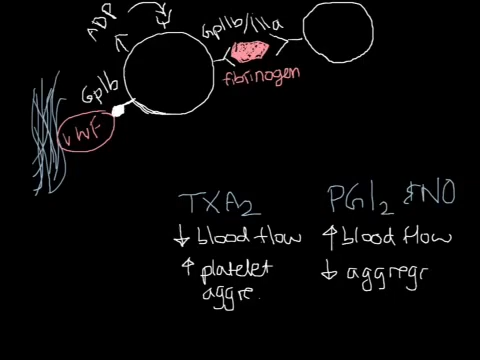 ADP
GpIIb/iiia
fibrinogen
GpIb
vWF
TXA2
↓ blood flow
↑ platelet
aggre.
PGI2 & NO
↑ blood flow
↓ aggregr